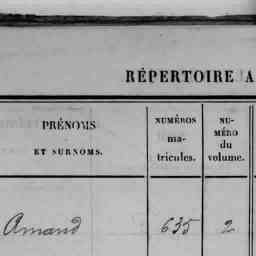 RÉPERTOIRE A
PRÉNOMS
ET SURNOMS.
NUMÉROS
ma-
tricules.
NU-
MÉRO
du
volume.
Amand 635 2